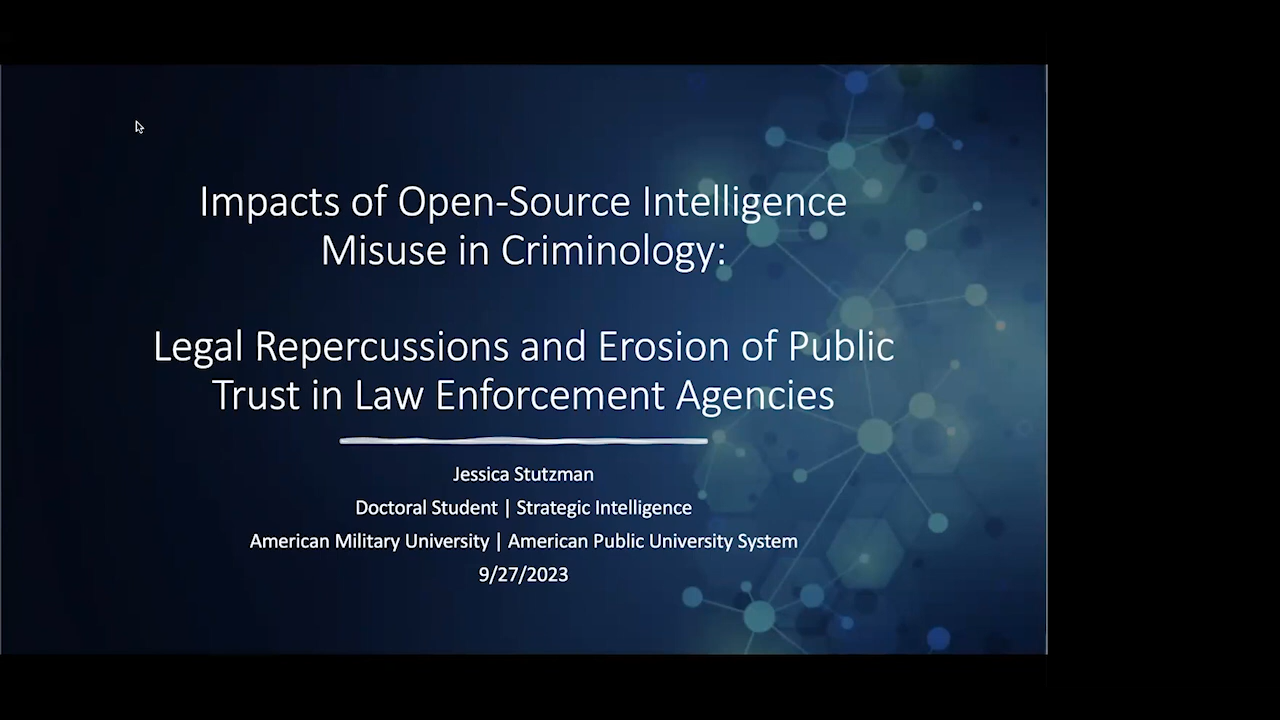 Impacts of Open-Source Intelligence
Misuse in Criminology:
Legal Repercussions and Erosion of Public
Trust in Law Enforcement Agencies
Jessica Stutzman
Doctoral Student | Strategic Intelligence
American Military University | American Public University System
9/27/2023